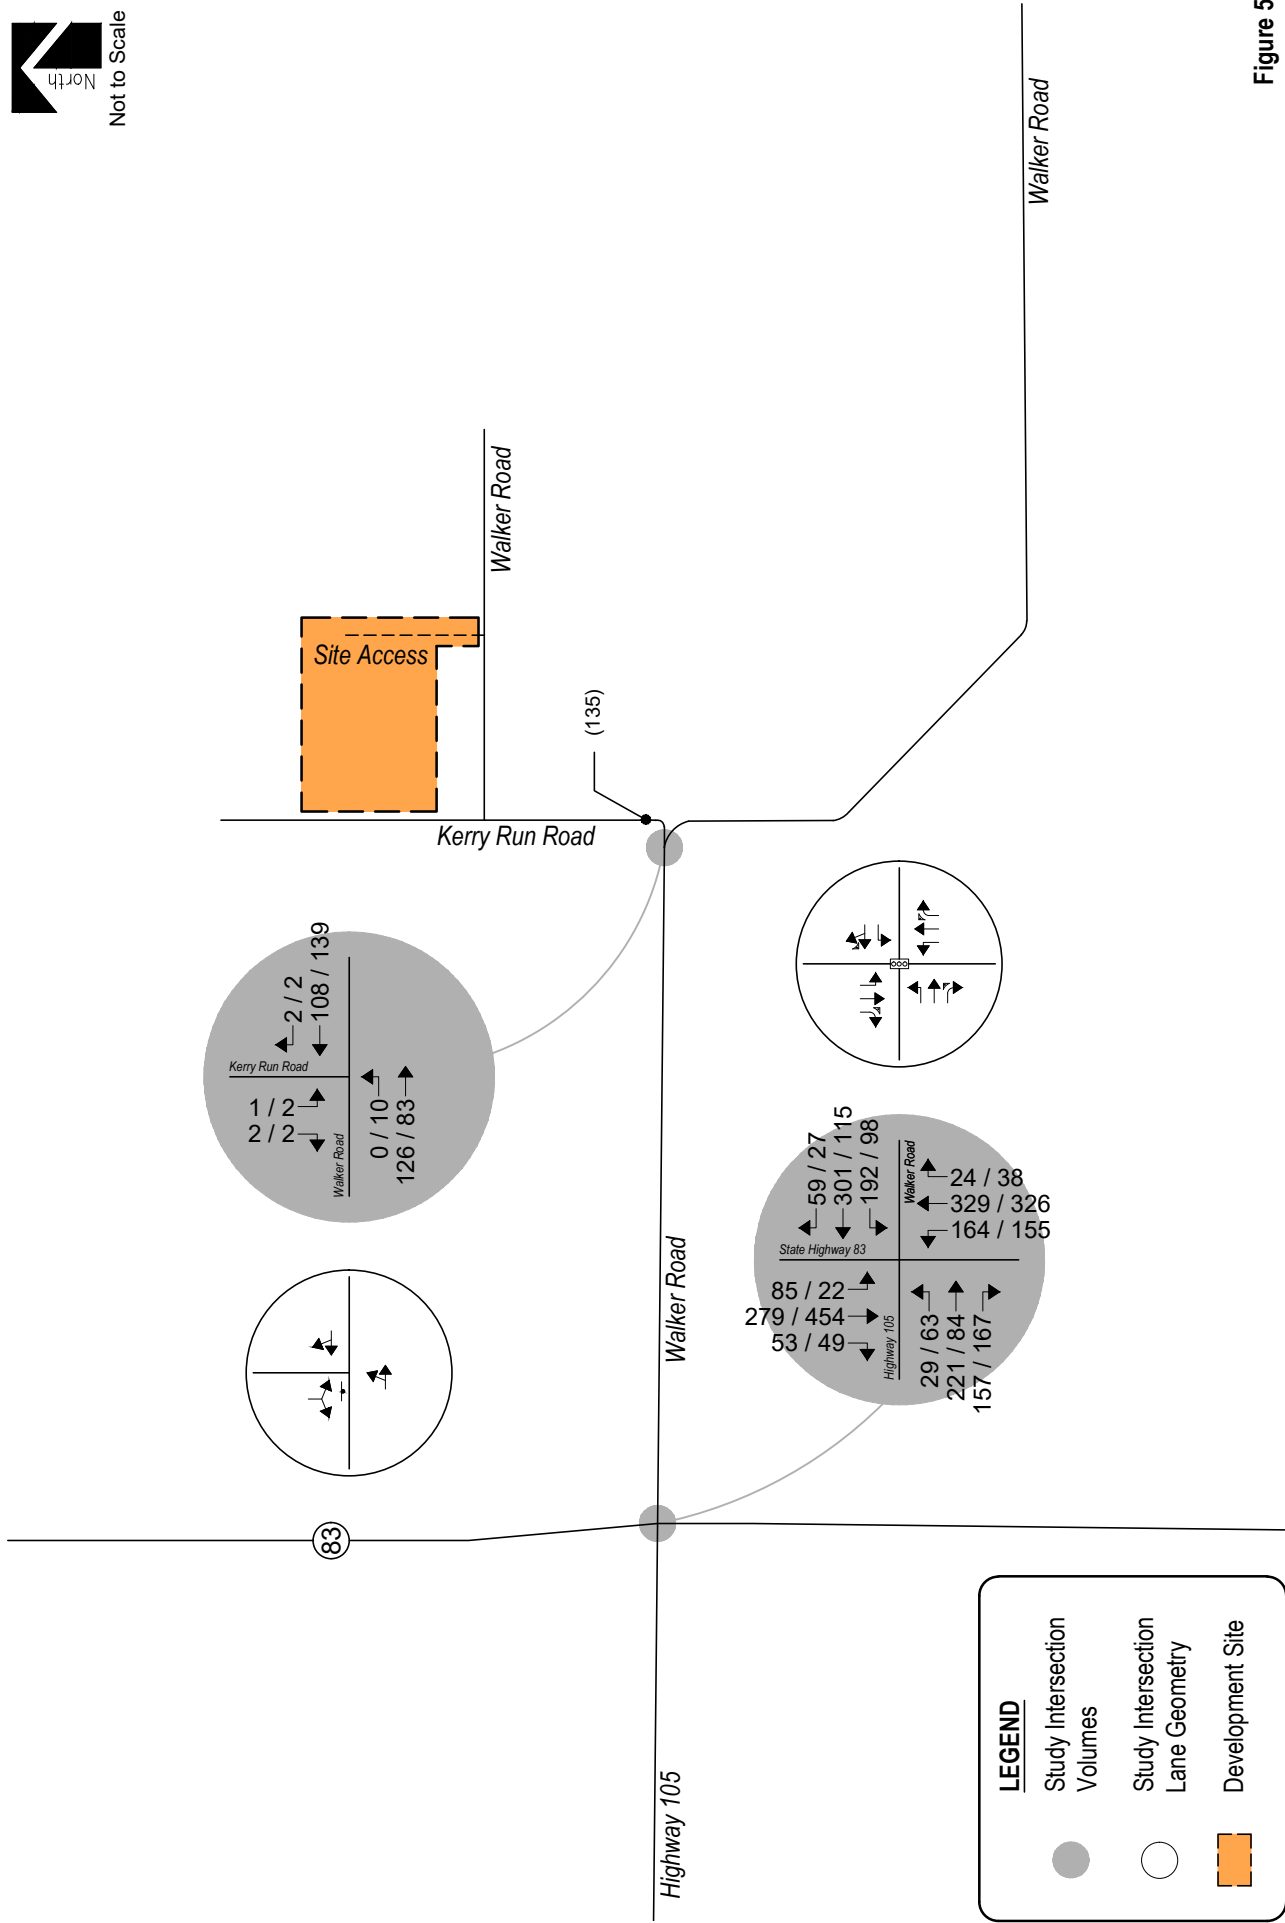 North
Not to Scale
Figure 5
Walker Road
Walker Road
Site Access
(135)
Kerry Run Road
2 / 2
108 / 139
Kerry Run Road
1 / 2
2 / 2
Walker Road
0 / 10
126 / 83
59 / 27
301 / 115
192 / 98
State Highway 83
Walker Road
24 / 38
329 / 326
164 / 155
85 / 22
279 / 454
53 / 49
Highway 105
29 / 63
221 / 84
157 / 167
Walker Road
83
Highway 105
LEGEND
Study Intersection
Volumes
Study Intersection
Lane Geometry
Development Site